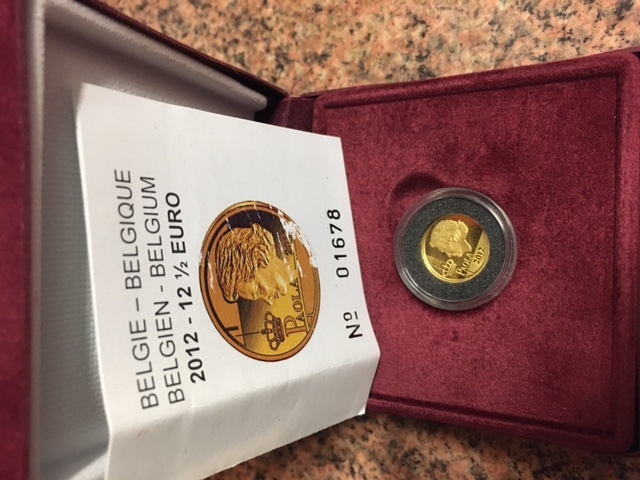 BELGIE – BELGIQUE
BELGIEN - BELGIUM
2012 - 12 ½ EURO
PAOLA
Nº 01678
PAOLA
2012